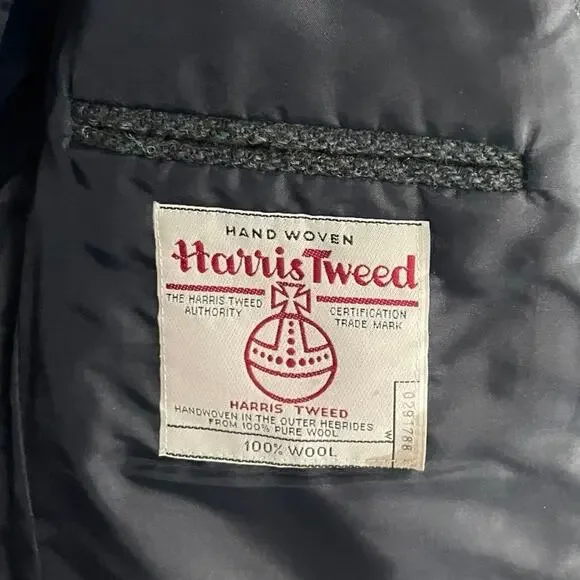 HAND WOVEN
Harris Tweed
THE HARRIS TWEED AUTHORITY
CERTIFICATION TRADE MARK
HARRIS TWEED
HANDWOVEN IN THE OUTER HEBRIDES
FROM 100% PURE WOOL
100% WOOL
0291788
W